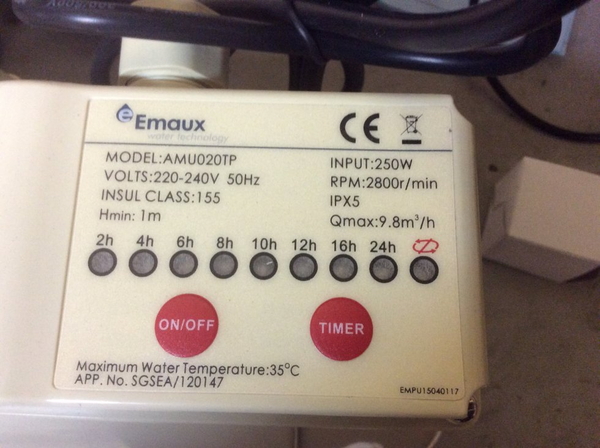 Emaux
water technology
CE
MODEL:AMU020TP
VOLTS:220-240V 50Hz
INSUL CLASS:155
Hmin: 1m
INPUT:250W
RPM:2800r/min
IPX5
Qmax:9.8m³/h
2h 4h 6h 8h 10h 12h 16h 24h
ON/OFF
TIMER
Maximum Water Temperature:35°C
APP. No. SGSEA/120147
EMPU15040117